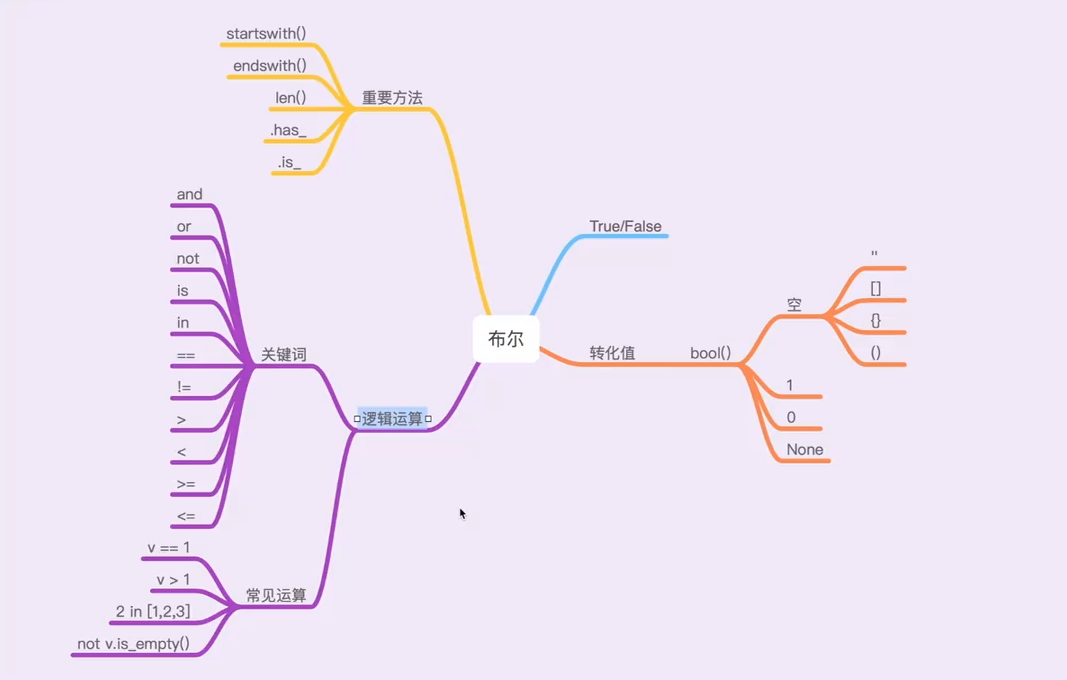 startswith()
endswith()
len()
.has_
.is_
重要方法
and
or
not
is
in
==
!=
>
<
>=
<=
关键词
逻辑运算
v == 1
v > 1
2 in [1,2,3]
not v.is_empty()
常见运算
布尔
True/False
转化值
bool()
空
''
[]
{}
()
1
0
None